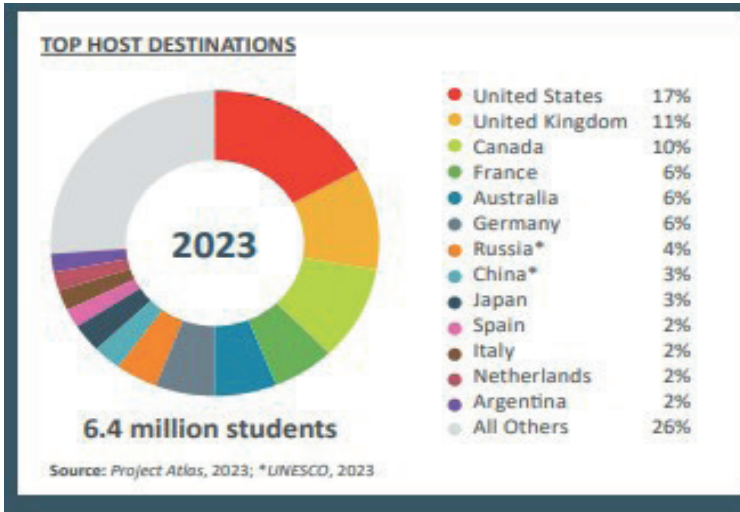 TOP HOST DESTINATIONS
United States 17%
United Kingdom 11%
Canada 10%
France 6%
Australia 6%
Germany 6%
Russia* 4%
China* 3%
Japan 3%
Spain 2%
Italy 2%
Netherlands 2%
Argentina 2%
All Others 26%
2023
6.4 million students
Source: Project Atlas, 2023; *UNESCO, 2023